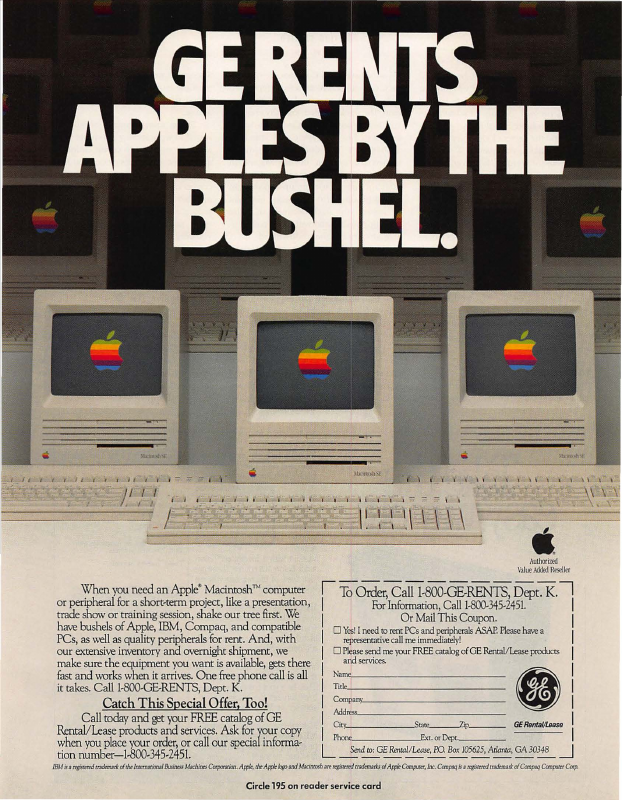 GE RENTS
APPLES BY THE
BUSHEL.
Macintosh SE
Macintosh SE
Macintosh SE
Authorized
Value Added Reseller
When you need an Apple® Macintosh™ computer
or peripheral for a short-term project, like a presentation,
trade show or training session, shake our tree first. We
have bushels of Apple, IBM, Compaq, and compatible
PCs, as well as quality peripherals for rent. And, with
our extensive inventory and overnight shipment, we
make sure the equipment you want is available, gets there
fast and works when it arrives. One free phone call is all
it takes. Call 1-800-GE-RENTS, Dept. K.
Catch This Special Offer, Too!
Call today and get your FREE catalog of GE
Rental/Lease products and services. Ask for your copy
when you place your order, or call our special informa-
tion number—1-800-345-2451.
To Order, Call 1-800-GE-RENTS, Dept. K.
For Information, Call 1-800-345-2451.
Or Mail This Coupon.
Yes! I need to rent PCs and peripherals ASAP. Please have a
representative call me immediately!
Please send me your FREE catalog of GE Rental/Lease products
and services.
Name
Title
Company
Address
City State Zip
Phone Ext. or Dept.
GE
GE Rental/Lease
Send to: GE Rental/Lease, P.O. Box 105625, Atlanta, GA 30348
IBM is a registered trademark of the International Business Machines Corporation. Apple, the Apple logo and Macintosh are registered trademarks of Apple Computer, Inc. Compaq is a registered trademark of Compaq Computer Corp.
Circle 195 on reader service card